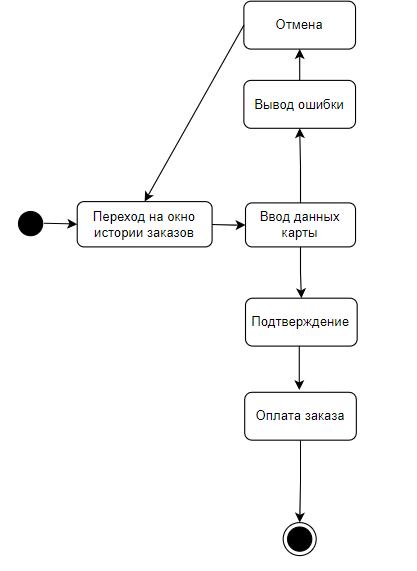 Отмена
Вывод ошибки
Переход на окно
истории заказов
Ввод данных
карты
Подтверждение
Оплата заказа